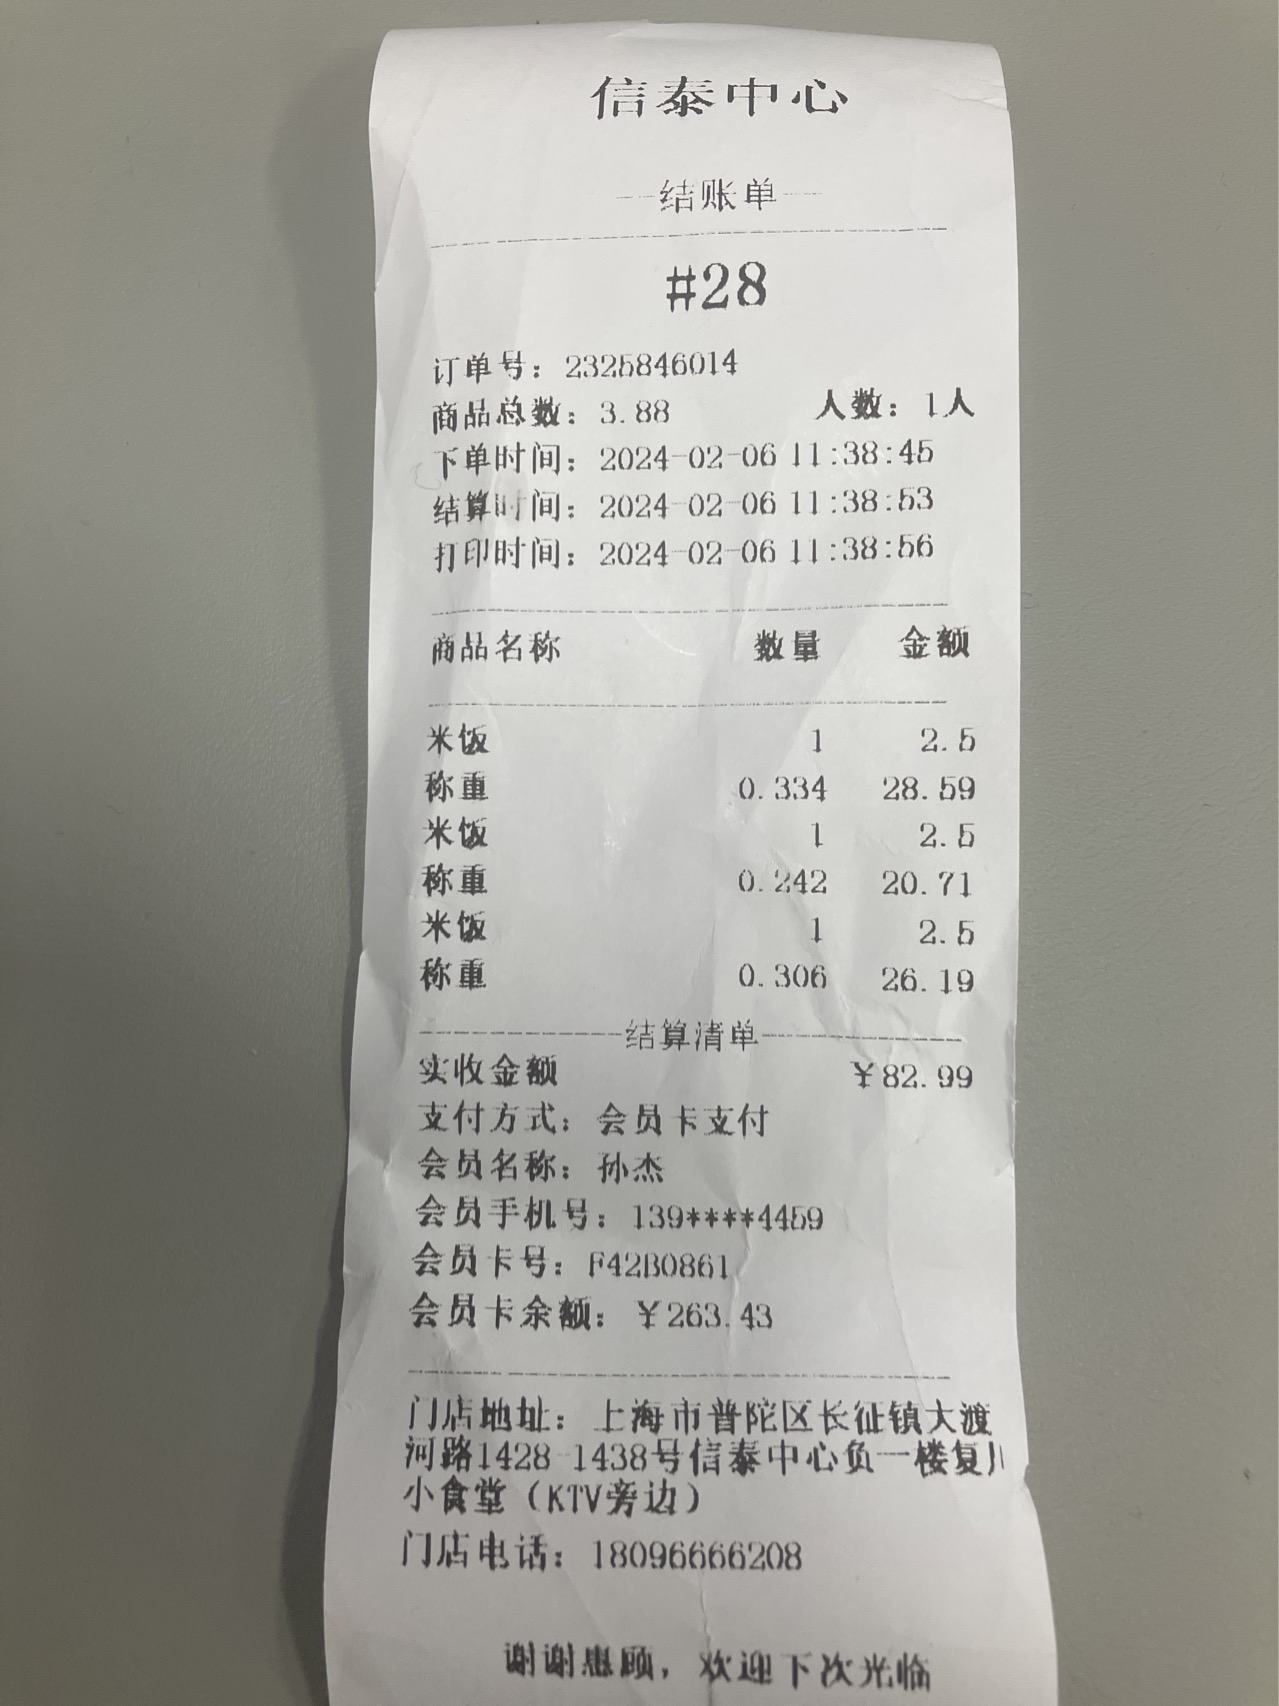 信泰中心
—结账单—
#28
订单号：2325846014
商品总数：3.88 人数：1人
下单时间：2024-02-06 11:38:45
结算时间：2024-02-06 11:38:53
打印时间：2024-02-06 11:38:56
商品名称 数量 金额
米饭 1 2.5
称重 0.334 28.59
米饭 1 2.5
称重 0.242 20.71
米饭 1 2.5
称重 0.306 26.19
结算清单
实收金额 ￥82.99
支付方式：会员卡支付
会员名称：孙杰
会员手机号：139****4459
会员卡号：F42B0861
会员卡余额：￥263.43
门店地址：上海市普陀区长征镇大渡
河路1428-1438号信泰中心负一楼复
小食堂（KTV旁边）
门店电话：18096666208
谢谢惠顾，欢迎下次光临